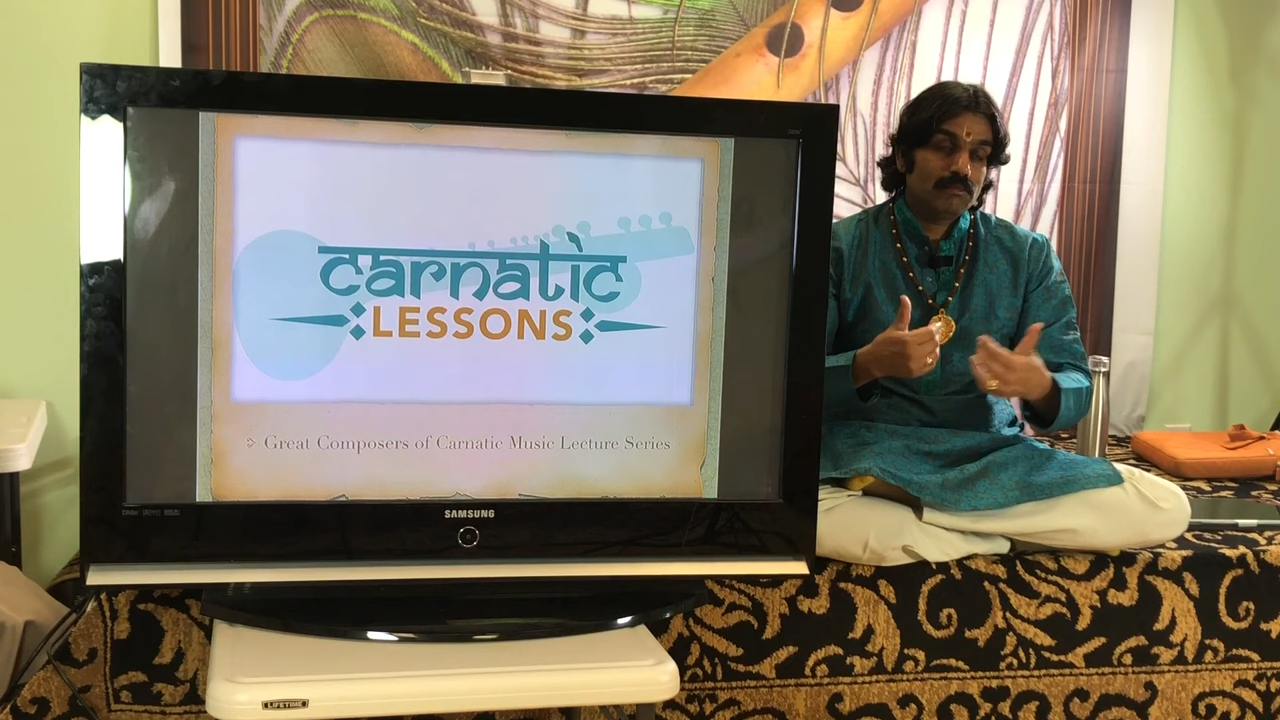 carnatic
LESSONS
Great Composers of Carnatic Music Lecture Series
SAMSUNG
LIFETIME